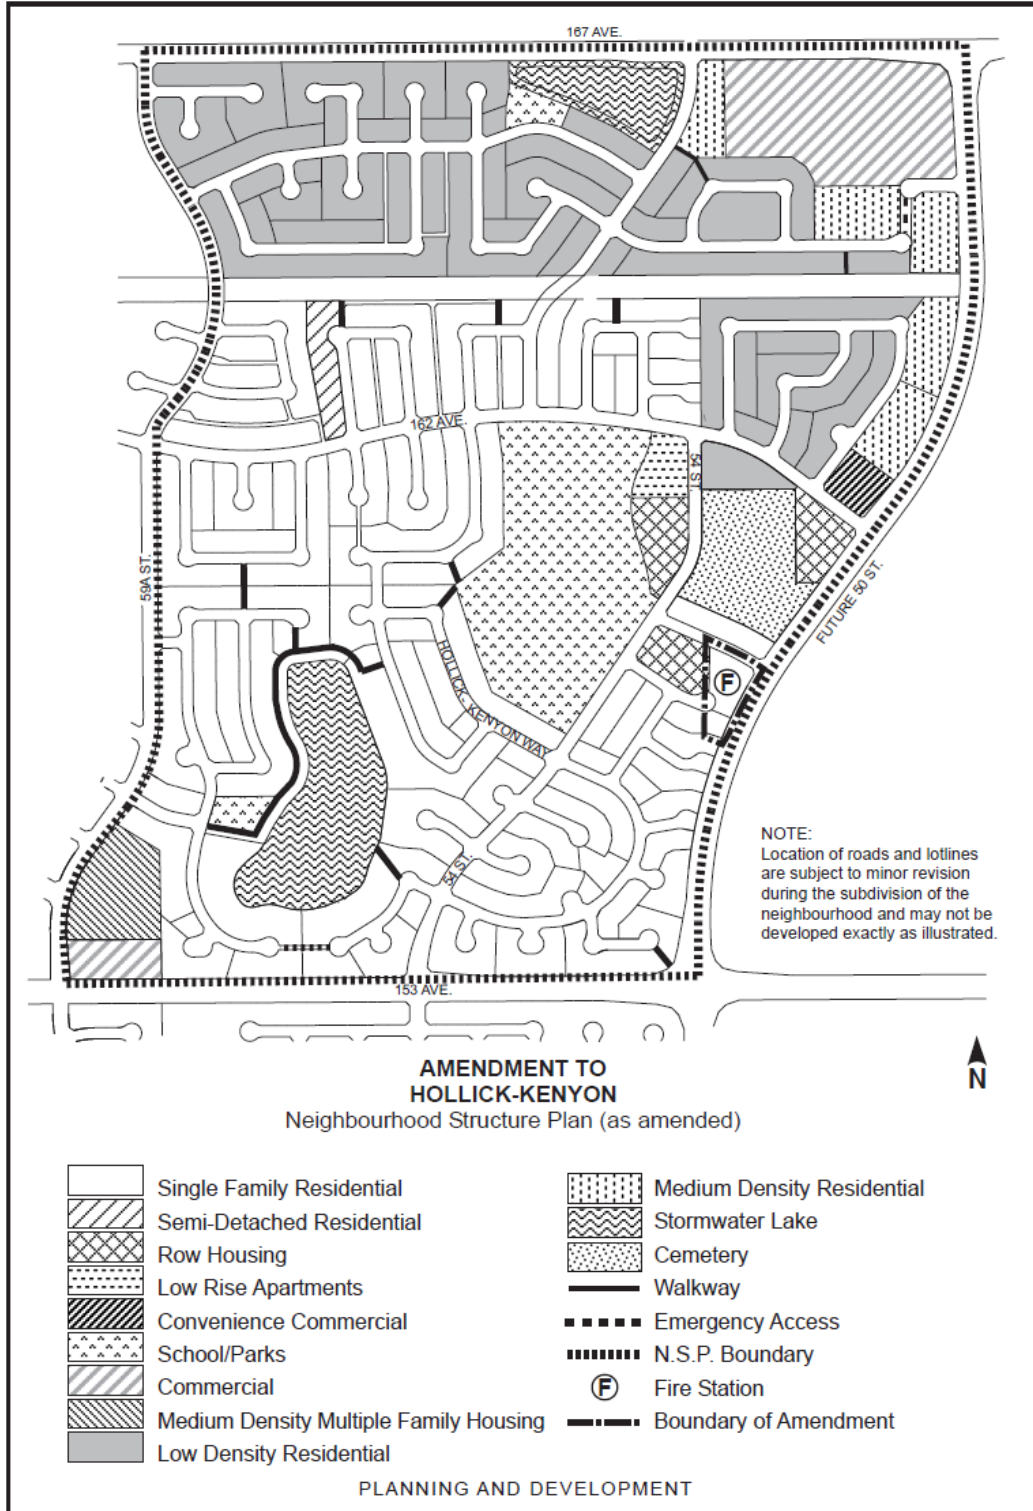 167 AVE.
162 AVE.
54 ST.
59A ST.
FUTURE 50 ST.
HOLLICK- KENYON WAY
F
54 ST.
NOTE:
Location of roads and lotlines
are subject to minor revision
during the subdivision of the
neighbourhood and may not be
developed exactly as illustrated.
153 AVE.
AMENDMENT TO
HOLLICK-KENYON
Neighbourhood Structure Plan (as amended)
N
Single Family Residential
Semi-Detached Residential
Row Housing
Low Rise Apartments
Convenience Commercial
School/Parks
Commercial
Medium Density Multiple Family Housing
Low Density Residential
Medium Density Residential
Stormwater Lake
Cemetery
Walkway
Emergency Access
N.S.P. Boundary
F Fire Station
Boundary of Amendment
PLANNING AND DEVELOPMENT